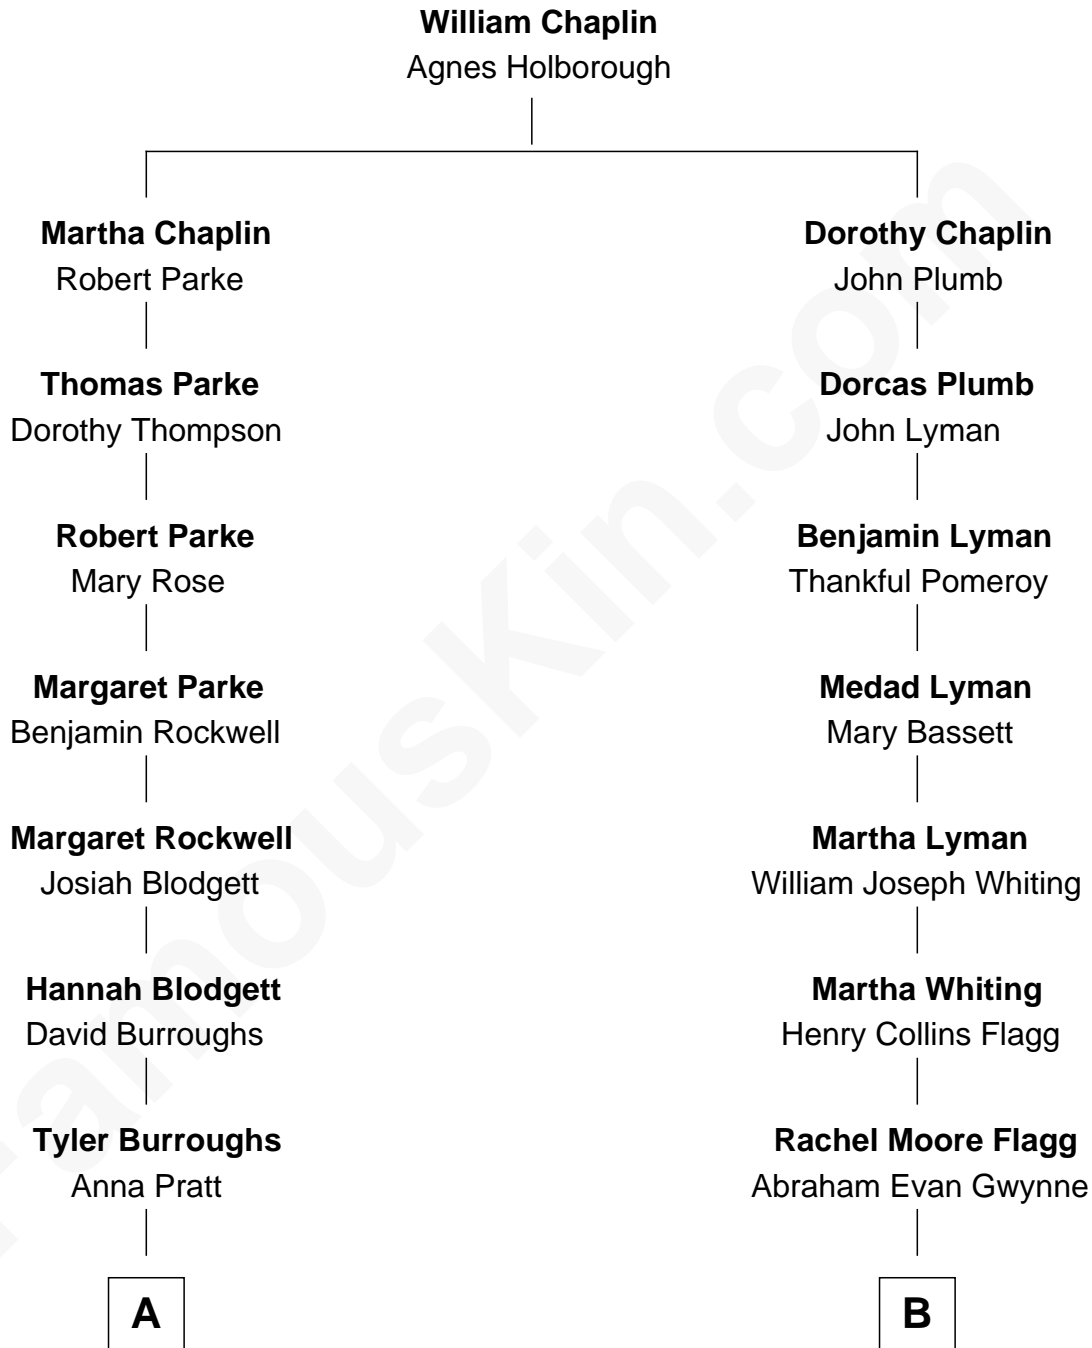 William Chaplin
Agnes Holborough
Martha Chaplin
Robert Parke
Dorothy Chaplin
John Plumb
Thomas Parke
Dorothy Thompson
Dorcas Plumb
John Lyman
Robert Parke
Mary Rose
Benjamin Lyman
Thankful Pomeroy
Margaret Parke
Benjamin Rockwell
Medad Lyman
Mary Bassett
Margaret Rockwell
Josiah Blodgett
Martha Lyman
William Joseph Whiting
Hannah Blodgett
David Burroughs
Martha Whiting
Henry Collins Flagg
Tyler Burroughs
Anna Pratt
Rachel Moore Flagg
Abraham Evan Gwynne
A
B
FamousKin.com